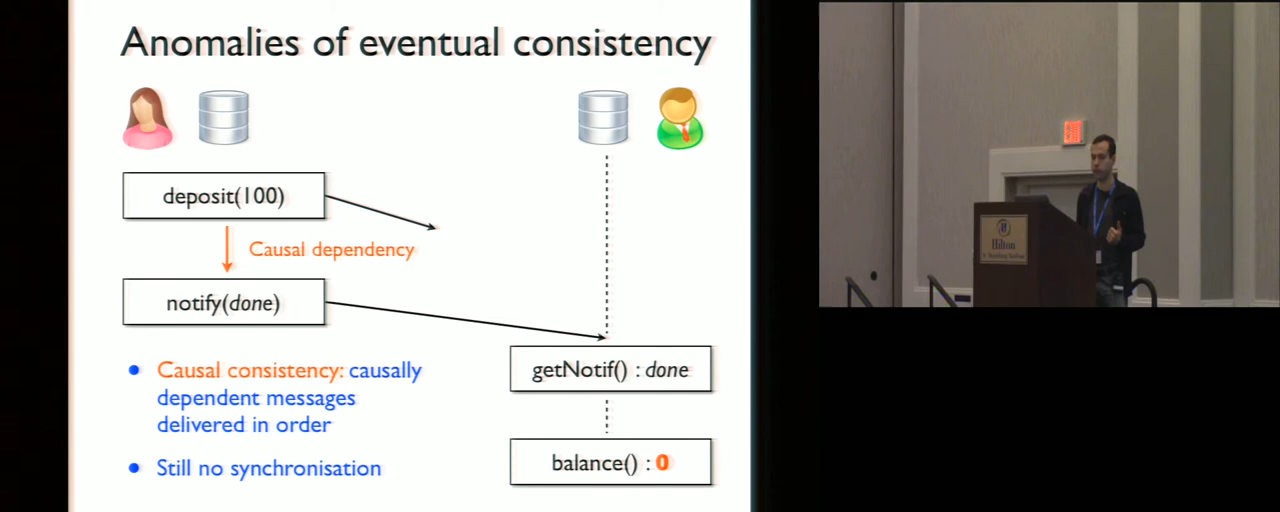 Anomalies of eventual consistency
deposit(100)
Causal dependency
notify(done)
getNotif() : done
balance() : 0
Causal consistency: causally
dependent messages
delivered in order
Still no synchronisation
Hilton